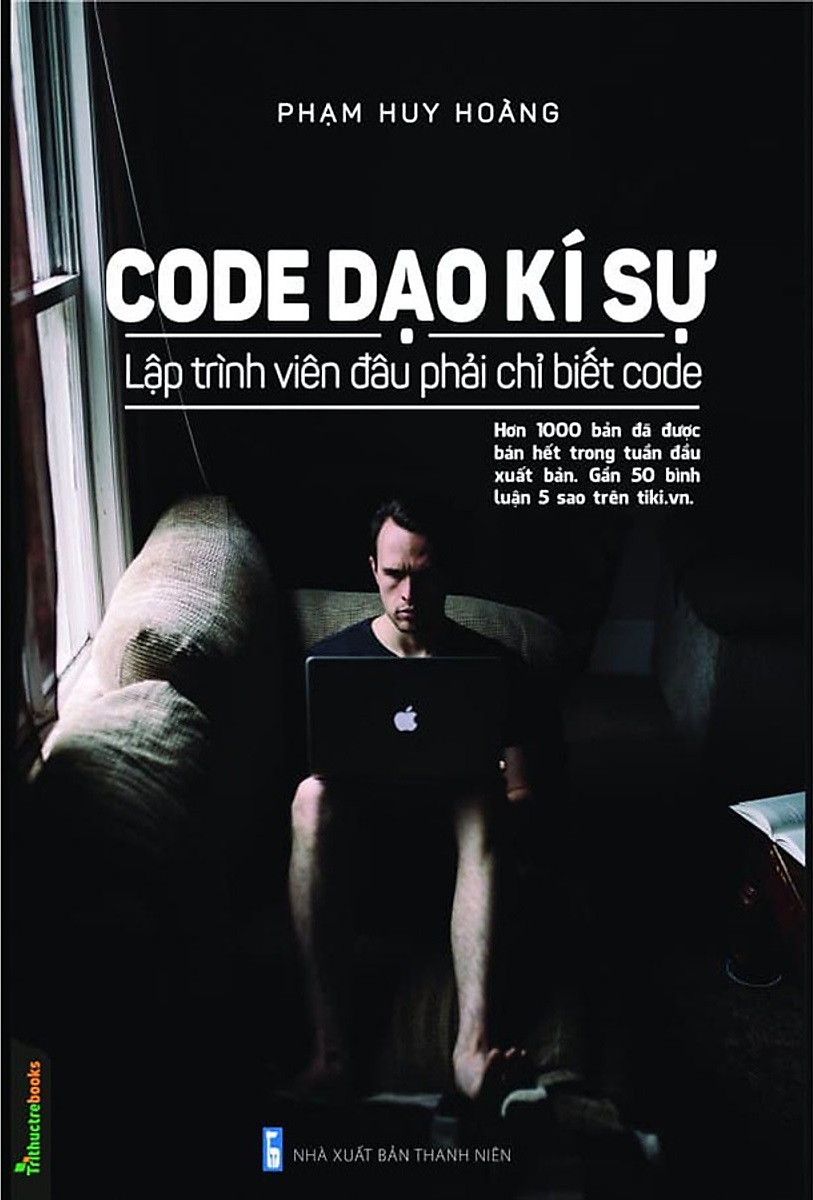 PHẠM HUY HOÀNG
CODE DẠO KÍ SỰ
Lập trình viên đâu phải chỉ biết code
Hơn 1000 bản đã được
bán hết trong tuần đầu
xuất bản. Gần 50 bình
luận 5 sao trên tiki.vn.
Trithuctrebooks
NHÀ XUẤT BẢN THANH NIÊN